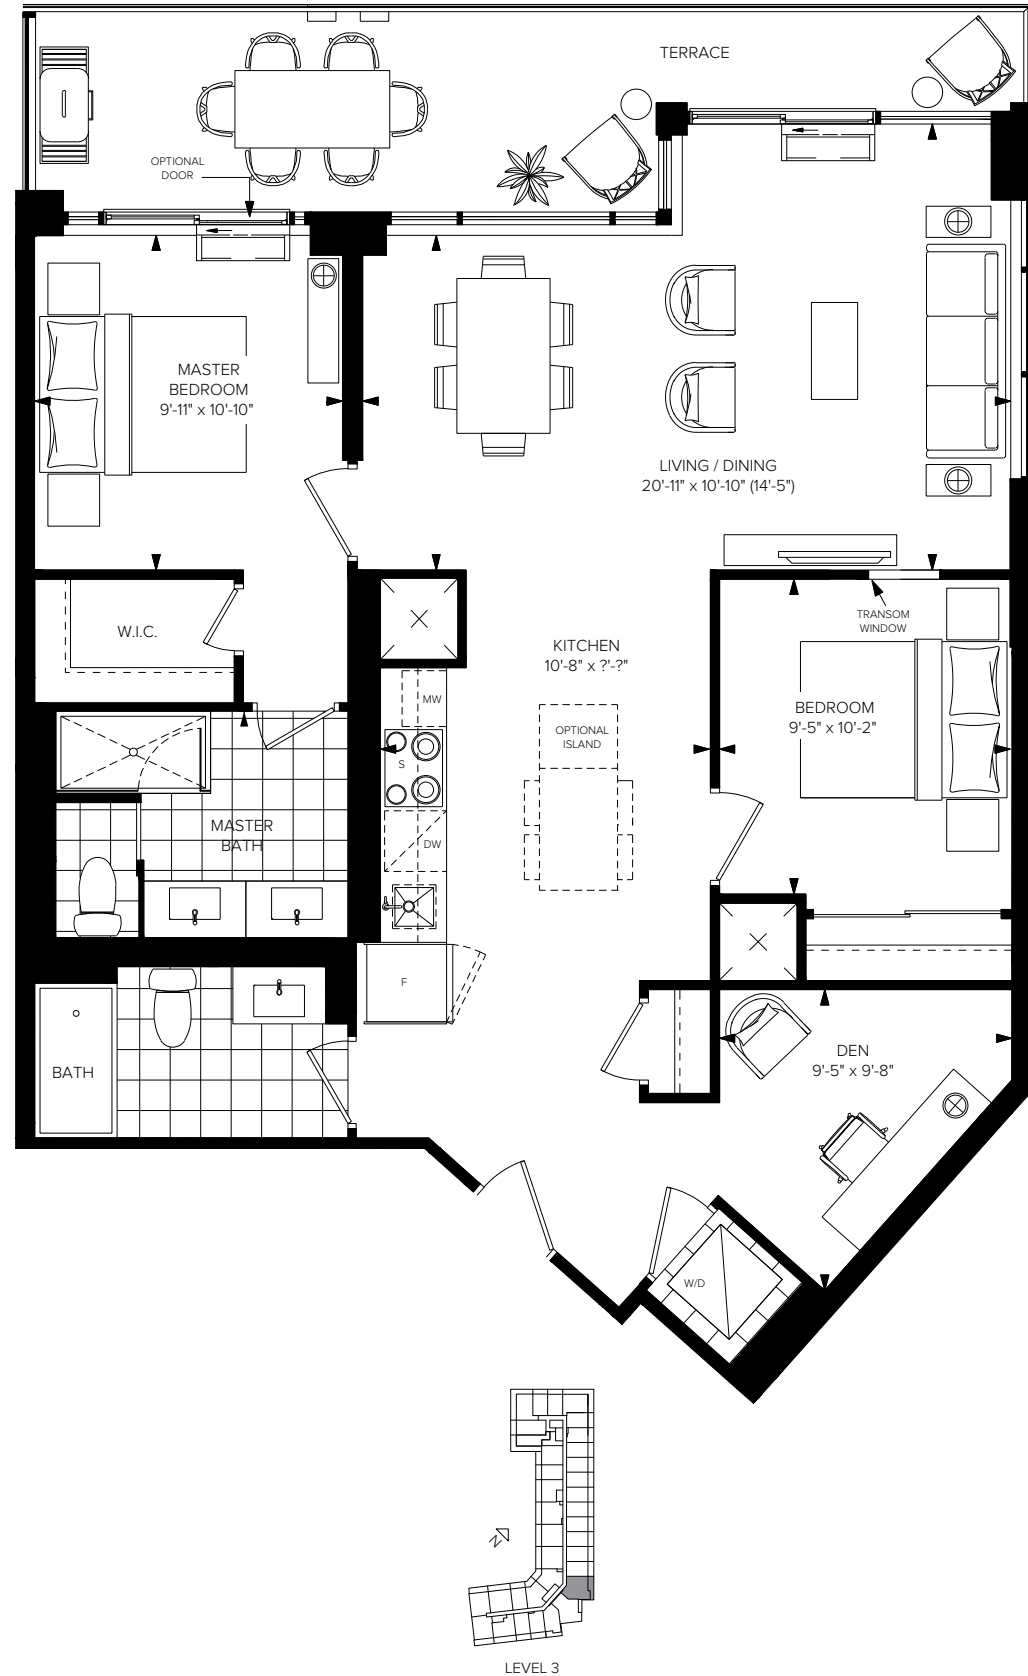 TERRACE
OPTIONAL
DOOR
MASTER
BEDROOM
9'-11" x 10'-10"
LIVING / DINING
20'-11" x 10'-10" (14'-5")
W.I.C.
KITCHEN
10'-8" x ?'-?"
TRANSOM
WINDOW
MW
OPTIONAL
ISLAND
BEDROOM
9'-5" x 10'-2"
S
MASTER
BATH
DW
F
BATH
DEN
9'-5" x 9'-8"
W/D
N
LEVEL 3